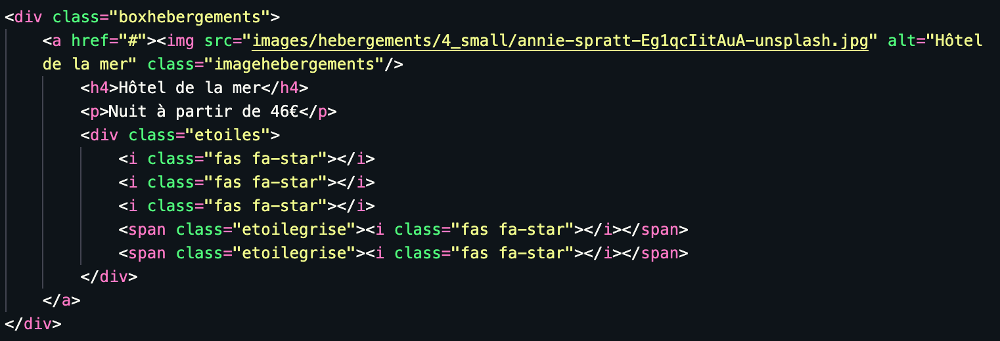 <div class="boxhebergements">
<a href="#"><img src="images/hebergements/4_small/annie-spratt-Eg1qcIitAuA-unsplash.jpg" alt="Hôtel
de la mer" class="imagehebergements"/>
<h4>Hôtel de la mer</h4>
<p>Nuit à partir de 46€</p>
<div class="etoiles">
<i class="fas fa-star"></i>
<i class="fas fa-star"></i>
<i class="fas fa-star"></i>
<span class="etoilegrise"><i class="fas fa-star"></i></span>
<span class="etoilegrise"><i class="fas fa-star"></i></span>
</div>
</a>
</div>